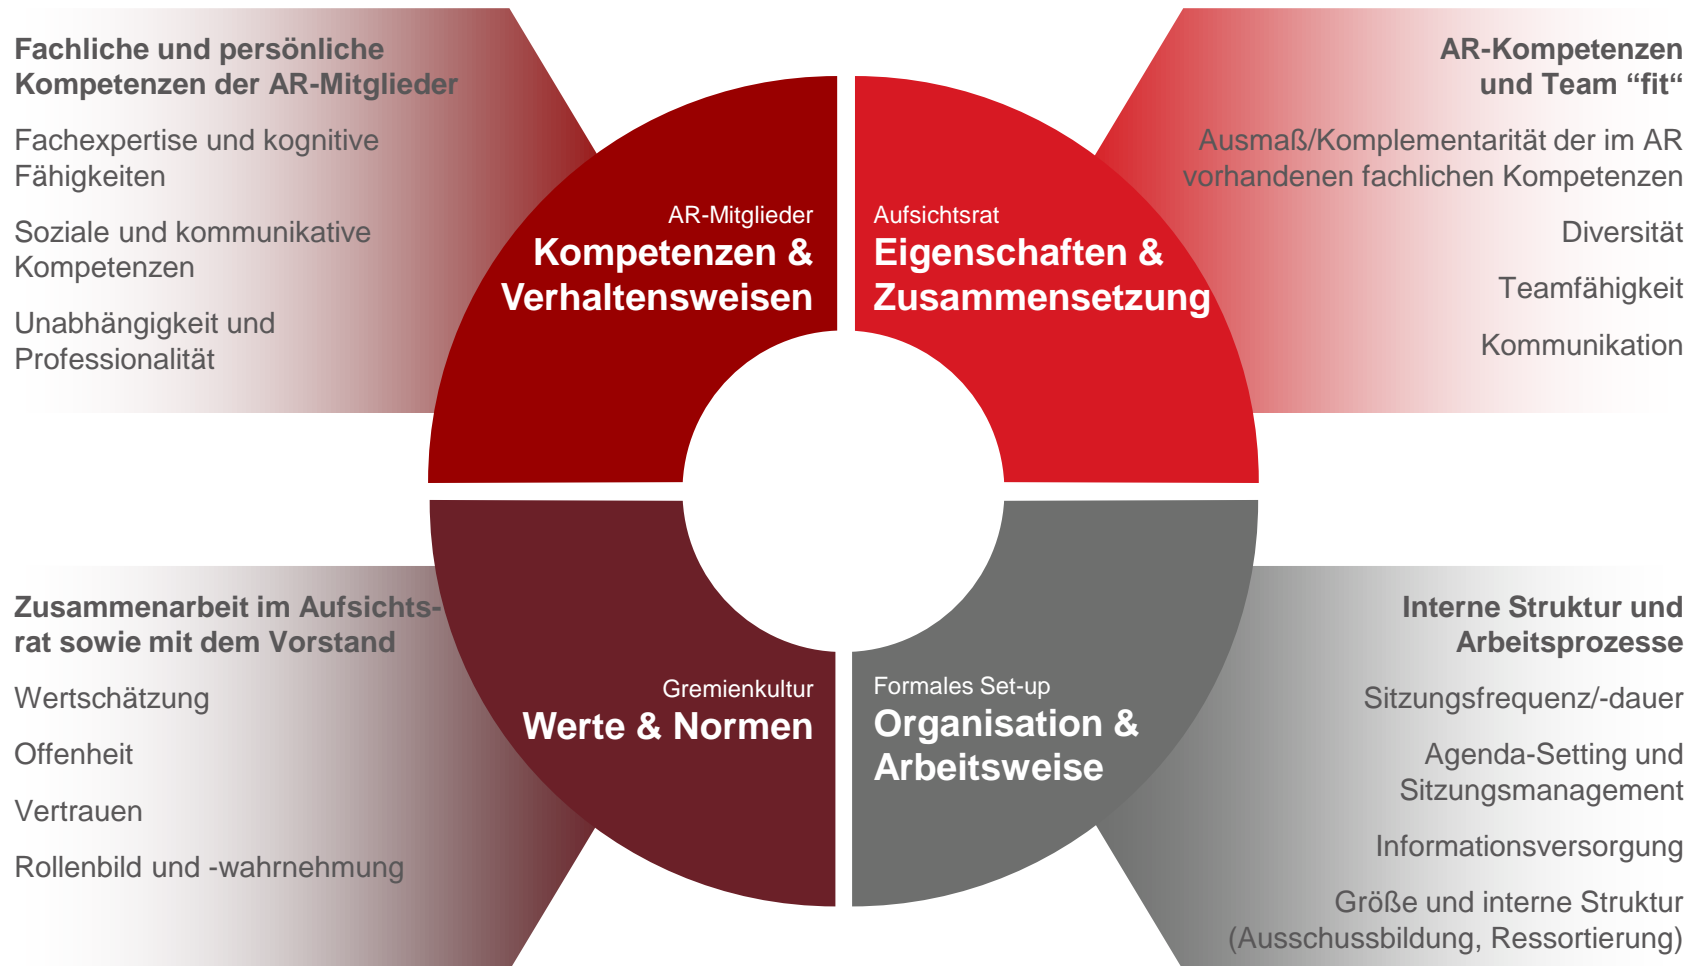 Fachliche und persönliche
Kompetenzen der AR-Mitglieder
Fachexpertise und kognitive
Fähigkeiten
Soziale und kommunikative
Kompetenzen
Unabhängigkeit und
Professionalität
AR-Mitglieder
Kompetenzen &
Verhaltensweisen
Aufsichtsrat
Eigenschaften &
Zusammensetzung
AR-Kompetenzen
und Team “fit“
Ausmaß/Komplementarität der im AR
vorhandenen fachlichen Kompetenzen
Diversität
Teamfähigkeit
Kommunikation
Zusammenarbeit im Aufsichts-
rat sowie mit dem Vorstand
Wertschätzung
Offenheit
Vertrauen
Rollenbild und -wahrnehmung
Gremienkultur
Werte & Normen
Formales Set-up
Organisation &
Arbeitsweise
Interne Struktur und
Arbeitsprozesse
Sitzungsfrequenz/-dauer
Agenda-Setting und
Sitzungsmanagement
Informationsversorgung
Größe und interne Struktur
(Ausschussbildung, Ressortierung)